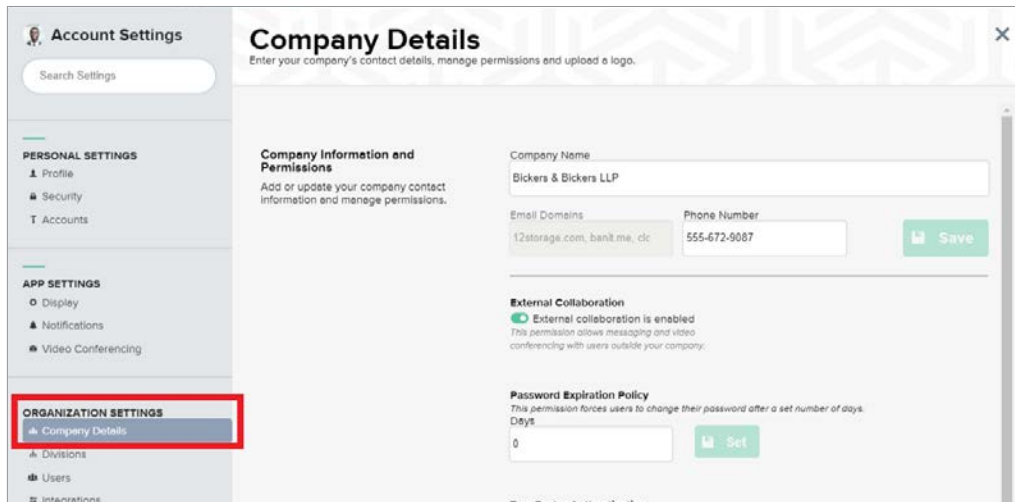 Account Settings
Search Settings
PERSONAL SETTINGS
Profile
Security
Accounts
APP SETTINGS
Display
Notifications
Video Conferencing
ORGANIZATION SETTINGS
Company Details
Divisions
Users
Integrations
Company Details
Enter your company's contact details, manage permissions and upload a logo.
Company Information and
Permissions
Add or update your company contact
information and manage permissions.
Company Name
Bickers & Bickers LLP
Email Domains
Phone Number
12storage.com, banit.me, clc
555-672-9087
Save
External Collaboration
External collaboration is enabled
This permission allows messaging and video
conferencing with users outside your company.
Password Expiration Policy
This permission forces users to change their password after a set number of days.
Days
0
Set